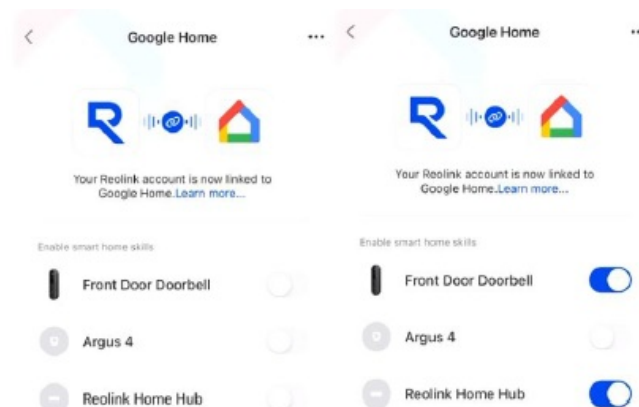 Google Home
Your Reolink account is now linked to
Google Home.Learn more...
Enable smart home skills
Front Door Doorbell
Argus 4
Reolink Home Hub
Google Home
Your Reolink account is now linked to
Google Home.Learn more...
Enable smart home skills
Front Door Doorbell
Argus 4
Reolink Home Hub